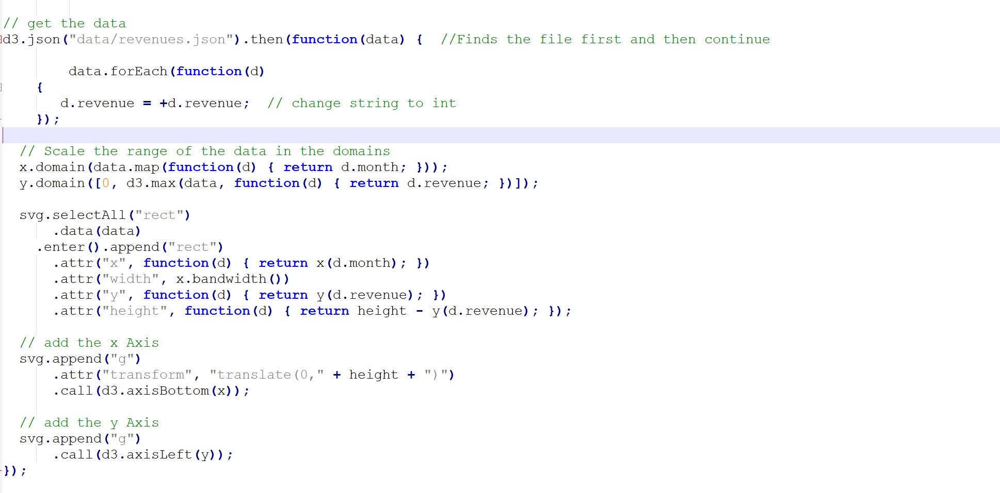 // get the data
d3.json("data/revenues.json").then(function(data) {  //Finds the file first and then continue
        data.forEach(function(d)
    {
       d.revenue = +d.revenue;  // change string to int
    });
  // Scale the range of the data in the domains
  x.domain(data.map(function(d) { return d.month; }));
  y.domain([0, d3.max(data, function(d) { return d.revenue; })]);
  svg.selectAll("rect")
      .data(data)
    .enter().append("rect")
      .attr("x", function(d) { return x(d.month); })
      .attr("width", x.bandwidth())
      .attr("y", function(d) { return y(d.revenue); })
      .attr("height", function(d) { return height - y(d.revenue); });
  // add the x Axis
  svg.append("g")
      .attr("transform", "translate(0," + height + ")")
      .call(d3.axisBottom(x));
  // add the y Axis
  svg.append("g")
      .call(d3.axisLeft(y));
});